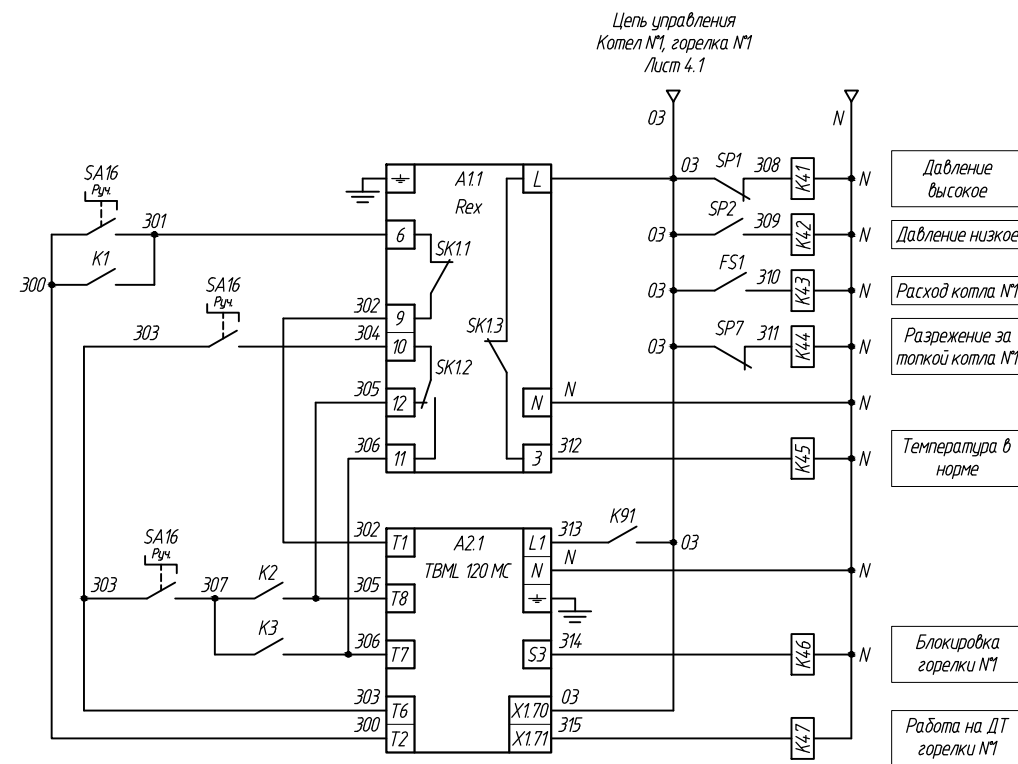 Цепь управления
Котел №1, горелка №1
Лист 4.1
03
N
SA16
Руч.
301
K1
300
SA16
Руч.
303
302
304
305
306
A1.1
Rex
L
6
SK1.1
9
10
SK1.2
SK1.3
12
11
N
3
N
312
03
SP1
308
K41
N
Давление
высокое
03
SP2
309
K42
N
Давление низкое
03
FS1
310
K43
N
Расход котла №1
03
SP7
311
K44
N
Разрежение за
топкой котла №1
N
K45
N
Температура в
норме
SA16
Руч.
303
307
K2
K3
302
305
306
303
300
T1
T8
T7
T6
T2
A2.1
TBML 120 MC
L1
N
S3
X1.70
X1.71
313
K91
03
N
N
314
K46
N
Блокировка
горелки №1
03
315
K47
Работа на ДТ
горелки №1